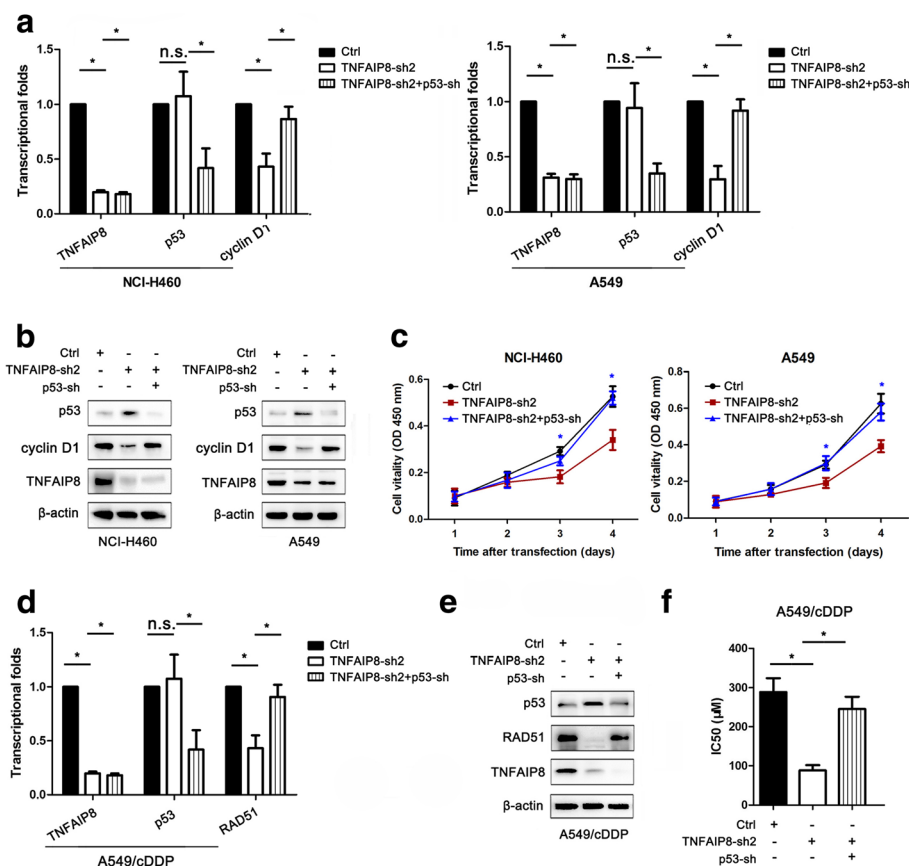 a
Transcriptional folds
1.5
1.0
0.5
0.0
*
*
n.s.
*
*
*
TNFAIP8
p53
cyclin D1
NCI-H460
Ctrl
TNFAIP8-sh2
TNFAIP8-sh2+p53-sh
Transcriptional folds
1.5
1.0
0.5
0.0
*
*
n.s.
*
*
*
TNFAIP8
p53
cyclin D1
A549
Ctrl
TNFAIP8-sh2
TNFAIP8-sh2+p53-sh
b
Ctrl + - -
TNFAIP8-sh2 - + +
p53-sh - - +
p53
cyclin D1
TNFAIP8
β-actin
NCI-H460
Ctrl + - -
TNFAIP8-sh2 - + +
p53-sh - - +
p53
cyclin D1
TNFAIP8
β-actin
A549
c
NCI-H460
Cell vitality (OD 450 nm)
0.6
0.4
0.2
0.0
Ctrl
TNFAIP8-sh2
TNFAIP8-sh2+p53-sh
*
*
1 2 3 4
Time after transfection (days)
A549
Cell vitality (OD 450 nm)
0.8
0.6
0.4
0.2
0.0
Ctrl
TNFAIP8-sh2
TNFAIP8-sh2+p53-sh
*
*
1 2 3 4
Time after transfection (days)
d
Transcriptional folds
1.5
1.0
0.5
0.0
*
*
n.s.
*
*
*
TNFAIP8
p53
RAD51
A549/cDDP
Ctrl
TNFAIP8-sh2
TNFAIP8-sh2+p53-sh
e
Ctrl + - -
TNFAIP8-sh2 - + +
p53-sh - - +
p53
RAD51
TNFAIP8
β-actin
A549/cDDP
f
A549/cDDP
IC50 (μM)
400
300
200
100
0
*
*
Ctrl + - -
TNFAIP8-sh2 - + +
p53-sh - - +